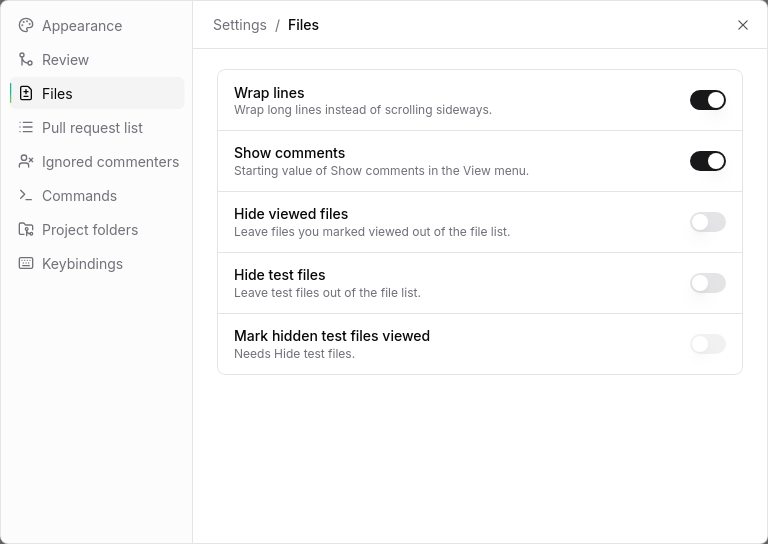 Appearance
Review
Files
Pull request list
Ignored commenters
Commands
Project folders
Keybindings
Settings / Files
Wrap lines
Wrap long lines instead of scrolling sideways.
Show comments
Starting value of Show comments in the View menu.
Hide viewed files
Leave files you marked viewed out of the file list.
Hide test files
Leave test files out of the file list.
Mark hidden test files viewed
Needs Hide test files.